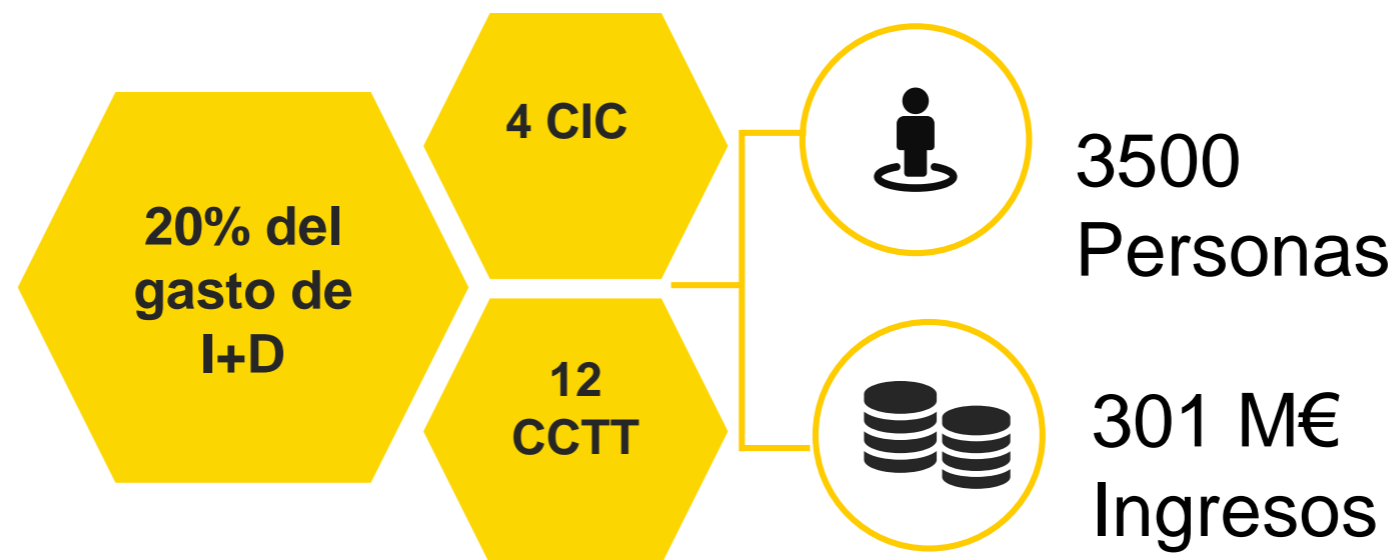 20% del
gasto de
I+D
4 CIC
12
CCTT
3500
Personas
301 M€
Ingresos